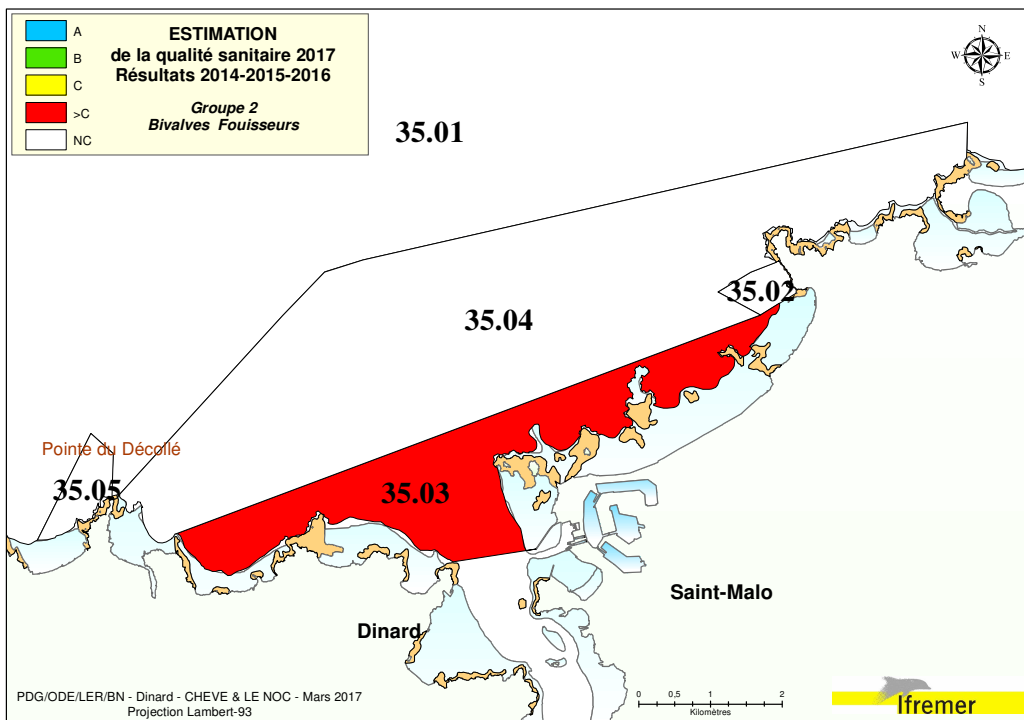 A
B
C
>C
NC
ESTIMATION
de la qualité sanitaire 2017
Résultats 2014-2015-2016
Groupe 2
Bivalves Fouisseurs
N
W
E
S
35.01
35.02
35.04
Pointe du Décollé
35.05
35.03
Saint-Malo
Dinard
PDG/ODE/LER/BN - Dinard - CHEVE & LE NOC - Mars 2017
Projection Lambert-93
0 0,5 1 2
Kilomètres
Ifremer